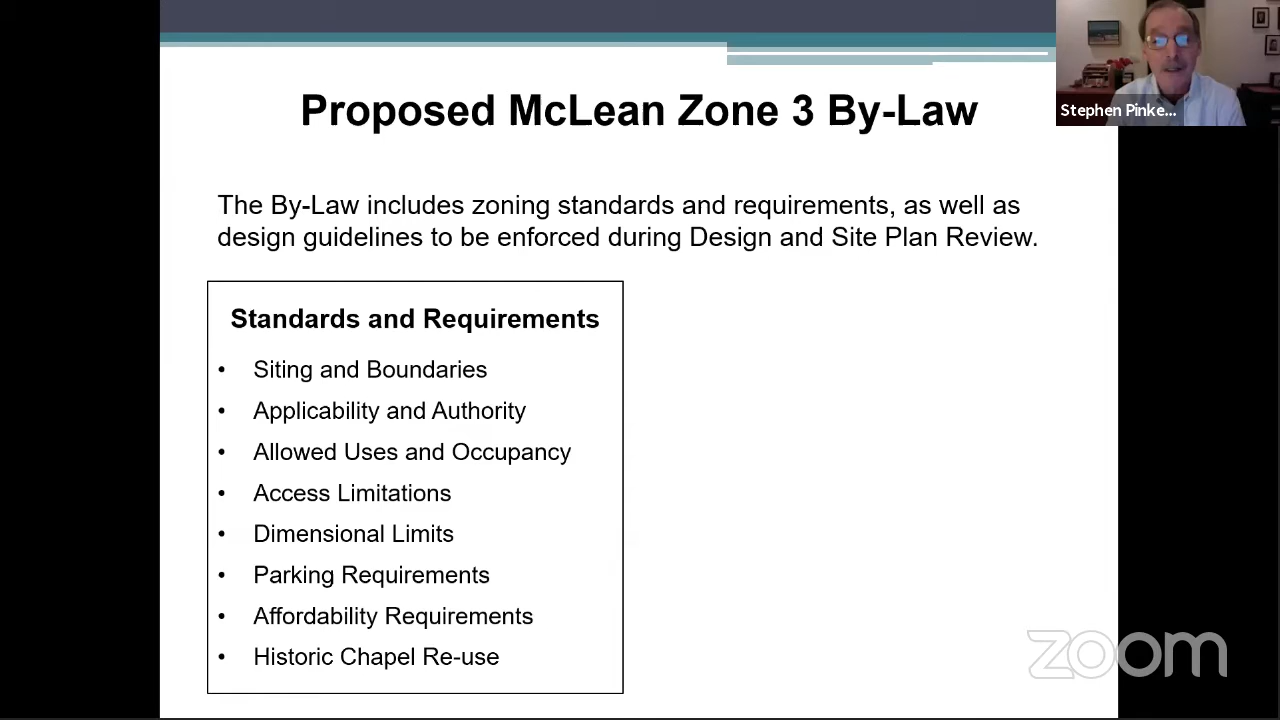 Proposed McLean Zone 3 By-Law
Stephen Pinke...
The By-Law includes zoning standards and requirements, as well as
design guidelines to be enforced during Design and Site Plan Review.
Standards and Requirements
• Siting and Boundaries
• Applicability and Authority
• Allowed Uses and Occupancy
• Access Limitations
• Dimensional Limits
• Parking Requirements
• Affordability Requirements
• Historic Chapel Re-use
zoom